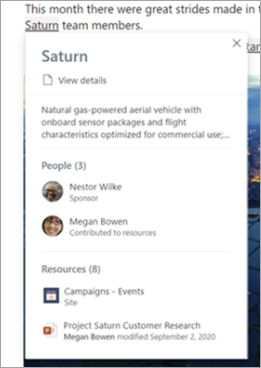 This month there were great strides made in t
Saturn team members.
Saturn
View details
Natural gas-powered aerial vehicle with
onboard sensor packages and flight
characteristics optimized for commercial use;...
People (3)
Nestor Wilke
Sponsor
Megan Bowen
Contributed to resources
Resources (8)
Campaigns - Events
Site
Project Saturn Customer Research
Megan Bowen modified September 2, 2020